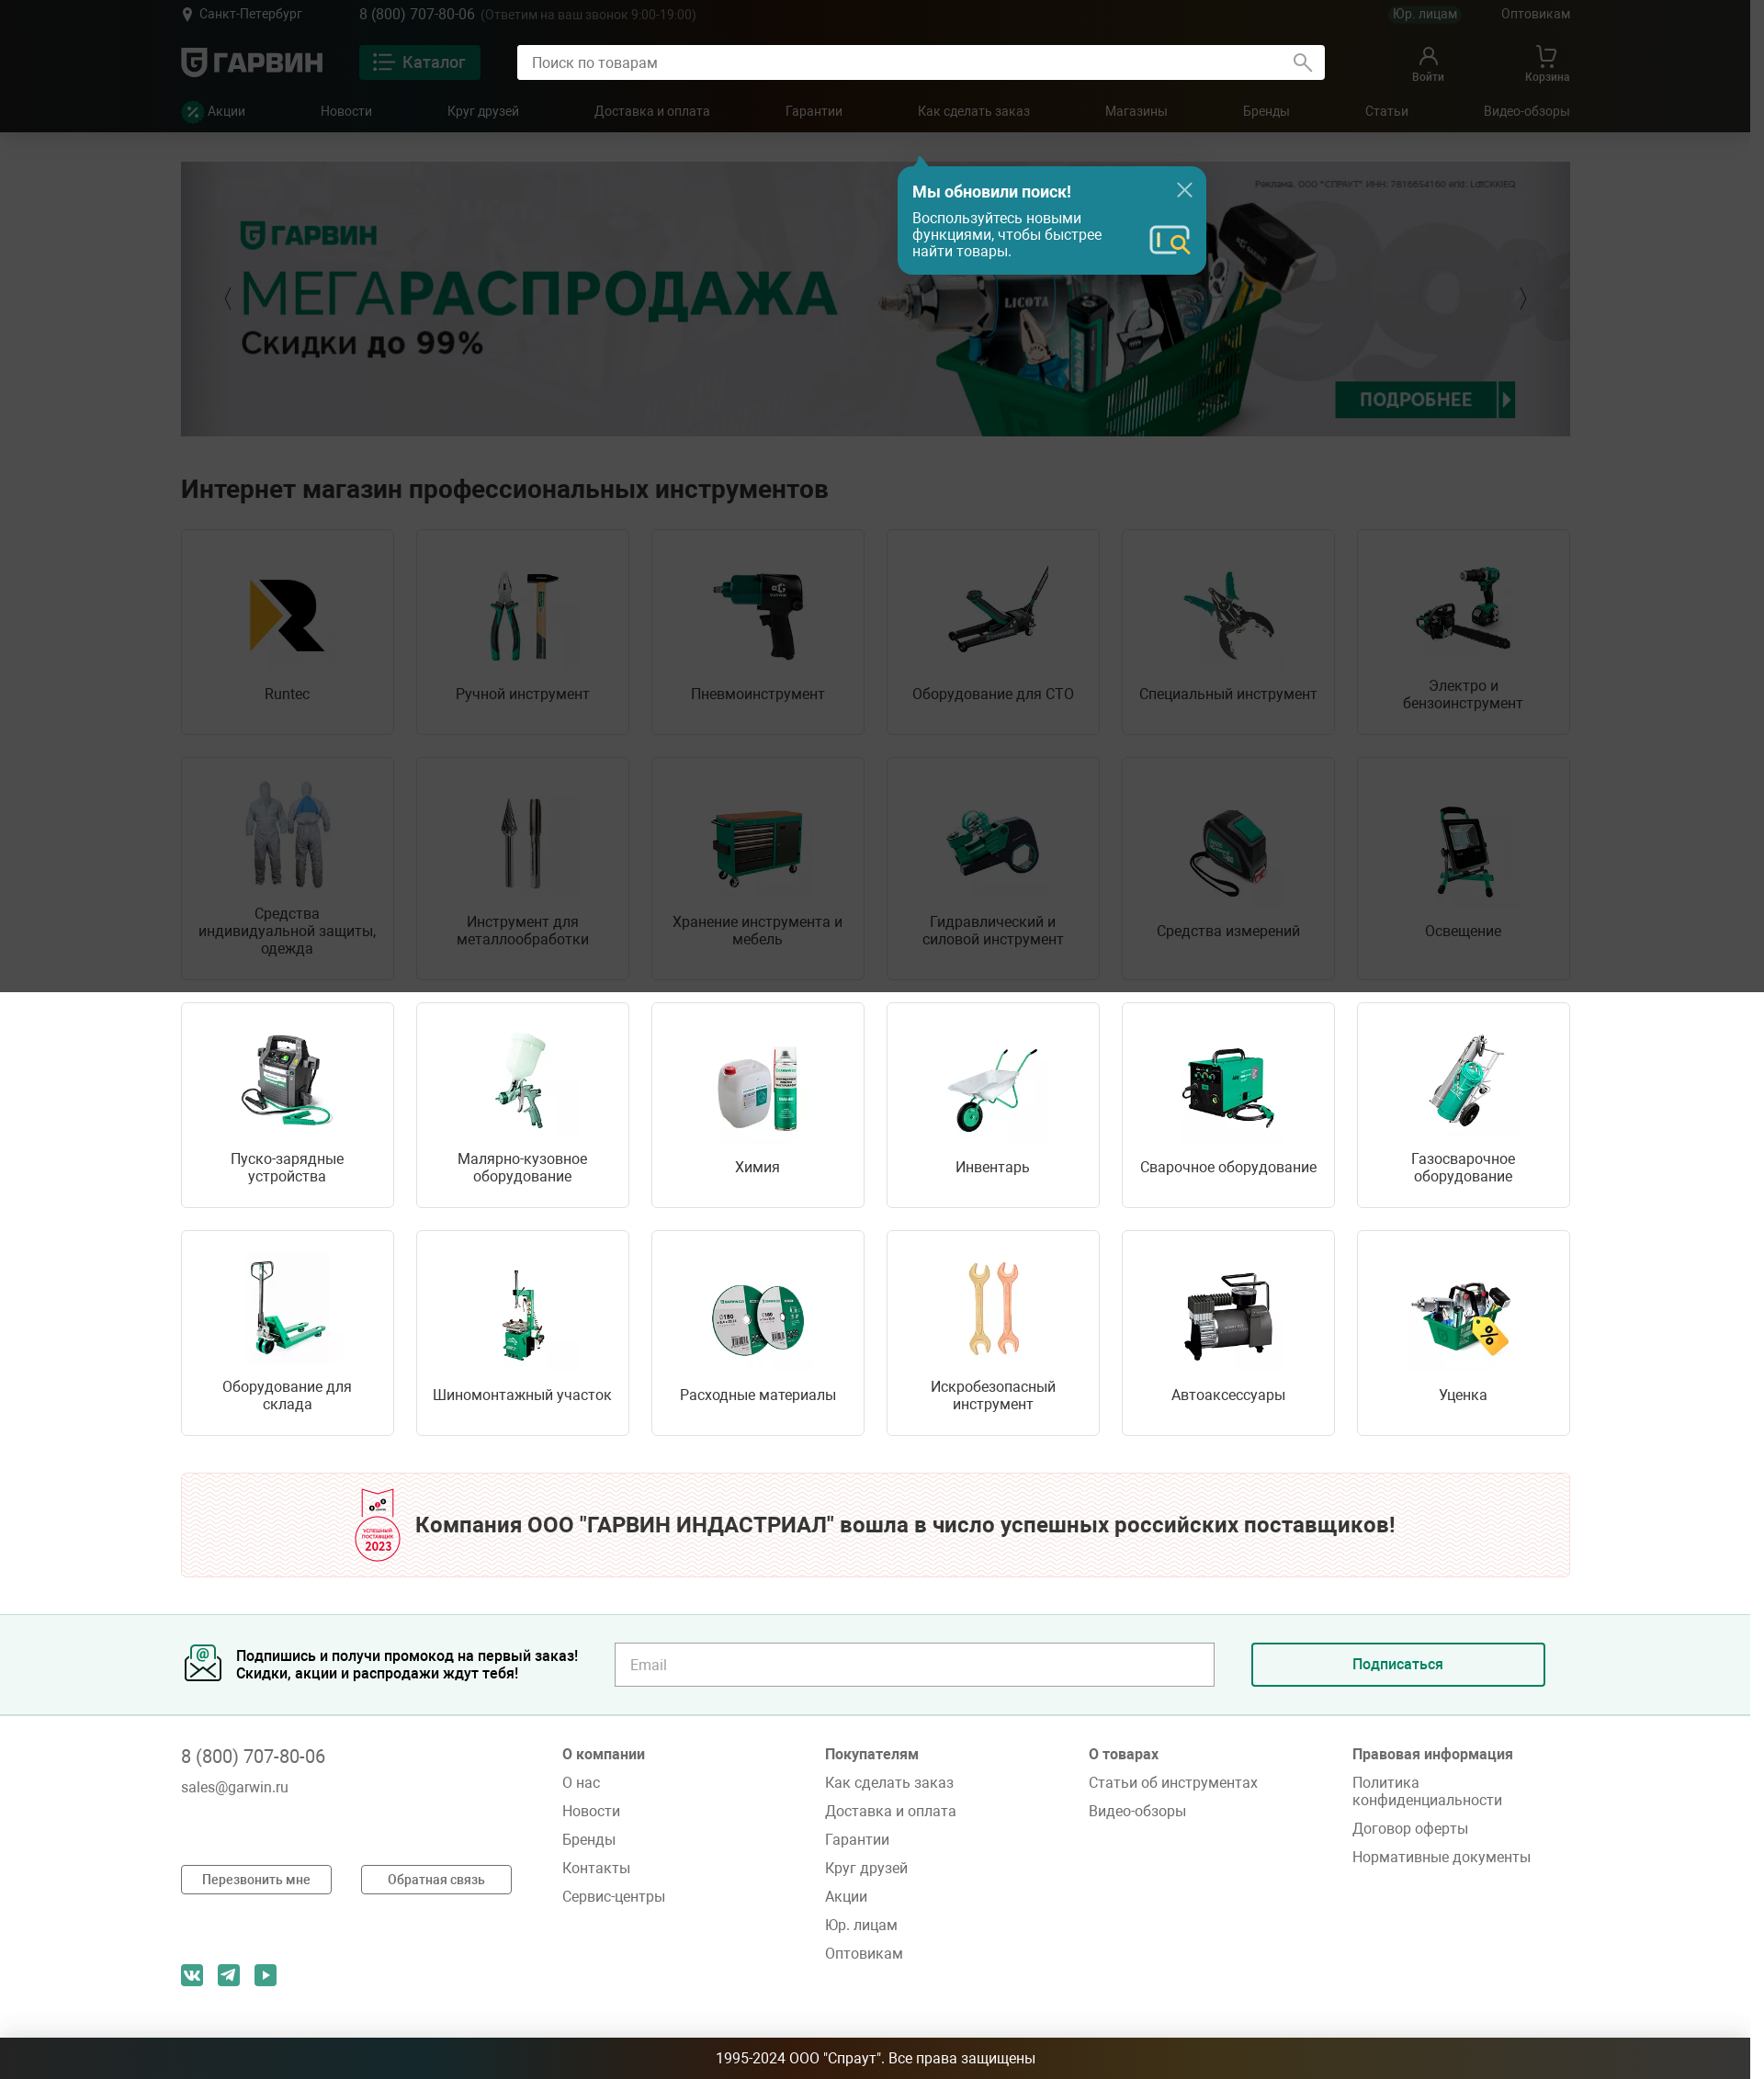 Санкт-Петербург
8 (800) 707-80-06 (Ответим на ваш звонок 9:00-19:00)
Юр. лицам
Оптовикам
ГАРВИН
Каталог
Поиск по товарам
Войти
Корзина
Акции
Новости
Круг друзей
Доставка и оплата
Гарантии
Как сделать заказ
Магазины
Бренды
Статьи
Видео-обзоры
Мы обновили поиск!
Воспользуйтесь новыми
функциями, чтобы быстрее
найти товары.
Реклама. ООО "СПРАУТ" ИНН: 7816654160 erid:
ГАРВИН
МЕГАРАСПРОДАЖА
Скидки до 99%
LICOTA
ПОДРОБНЕЕ
Интернет магазин профессиональных инструментов
Runtec
Ручной инструмент
Пневмоинструмент
Оборудование для СТО
Специальный инструмент
Электро и
бензоинструмент
Средства
индивидуальной защиты,
одежда
Инструмент для
металлообработки
Хранение инструмента и
мебель
Гидравлический и
силовой инструмент
Средства измерений
Освещение
Пуско-зарядные
устройства
Малярно-кузовное
оборудование
Химия
Инвентарь
Сварочное оборудование
Газосварочное
оборудование
Оборудование для
склада
Шиномонтажный участок
Расходные материалы
Искробезопасный
инструмент
Автоаксессуары
Уценка
УСПЕШНЫЙ
ПОСТАВЩИК
2023
Компания ООО "ГАРВИН ИНДАСТРИАЛ" вошла в число успешных российских поставщиков!
Подпишись и получи промокод на первый заказ!
Скидки, акции и распродажи ждут тебя!
Email
Подписаться
8 (800) 707-80-06
sales@garwin.ru
Перезвонить мне
Обратная связь
О компании
О нас
Новости
Бренды
Контакты
Сервис-центры
Покупателям
Как сделать заказ
Доставка и оплата
Гарантии
Круг друзей
Акции
Юр. лицам
Оптовикам
О товарах
Статьи об инструментах
Видео-обзоры
Правовая информация
Политика
конфиденциальности
Договор оферты
Нормативные документы
1995-2024 ООО "Спраут". Все права защищены